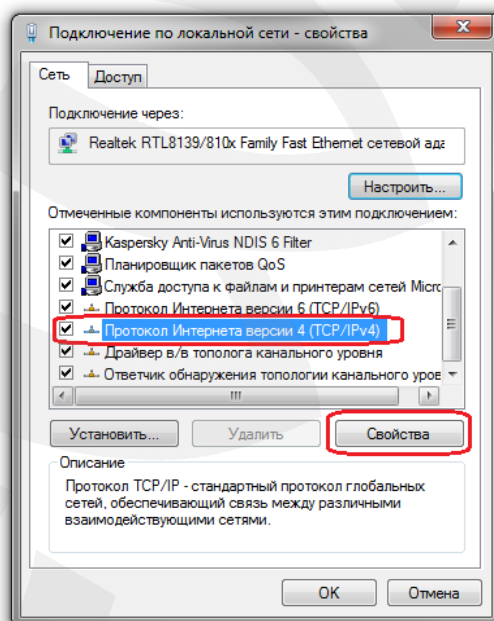 Подключение по локальной сети - свойства
Сеть
Доступ
Подключение через:
Realtek RTL8139/810x Family Fast Ethernet сетевой ада
Настроить...
Отмеченные компоненты используются этим подключением:
Kaspersky Anti-Virus NDIS 6 Filter
Планировщик пакетов QoS
Служба доступа к файлам и принтерам сетей Micro
Протокол Интернета версии 6 (TCP/IPv6)
Протокол Интернета версии 4 (TCP/IPv4)
Драйвер в/в тополога канального уровня
Ответчик обнаружения топологии канального уров
Установить...
Удалить
Свойства
Описание
Протокол TCP/IP - стандартный протокол глобальных
сетей, обеспечивающий связь между различными
взаимодействующими сетями.
OK
Отмена